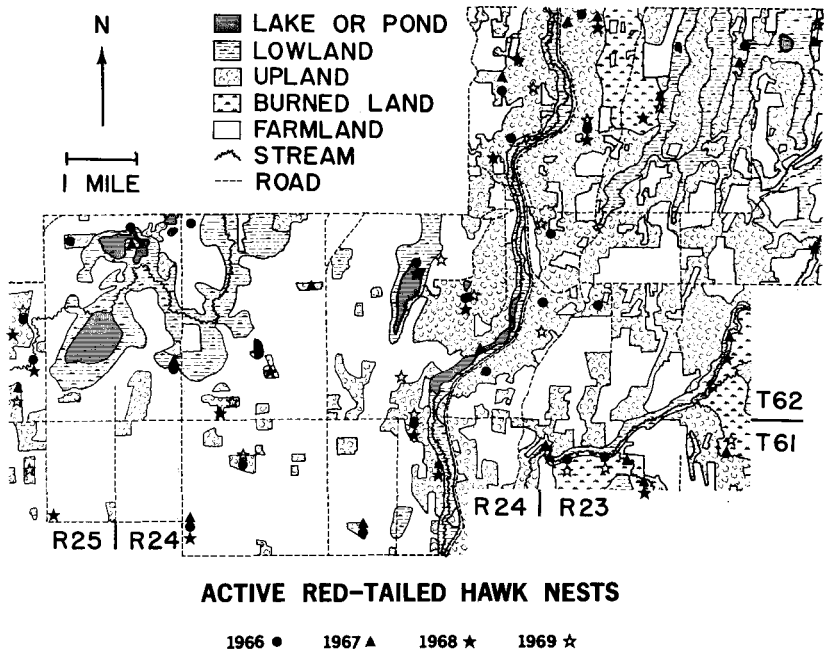 N
1 MILE
LAKE OR POND
LOWLAND
UPLAND
BURNED LAND
FARMLAND
STREAM
ROAD
T62
T61
R25 | R24
R24 | R23
ACTIVE RED-TAILED HAWK NESTS
1966 ● 1967 ▲ 1968 ★ 1969 ☆